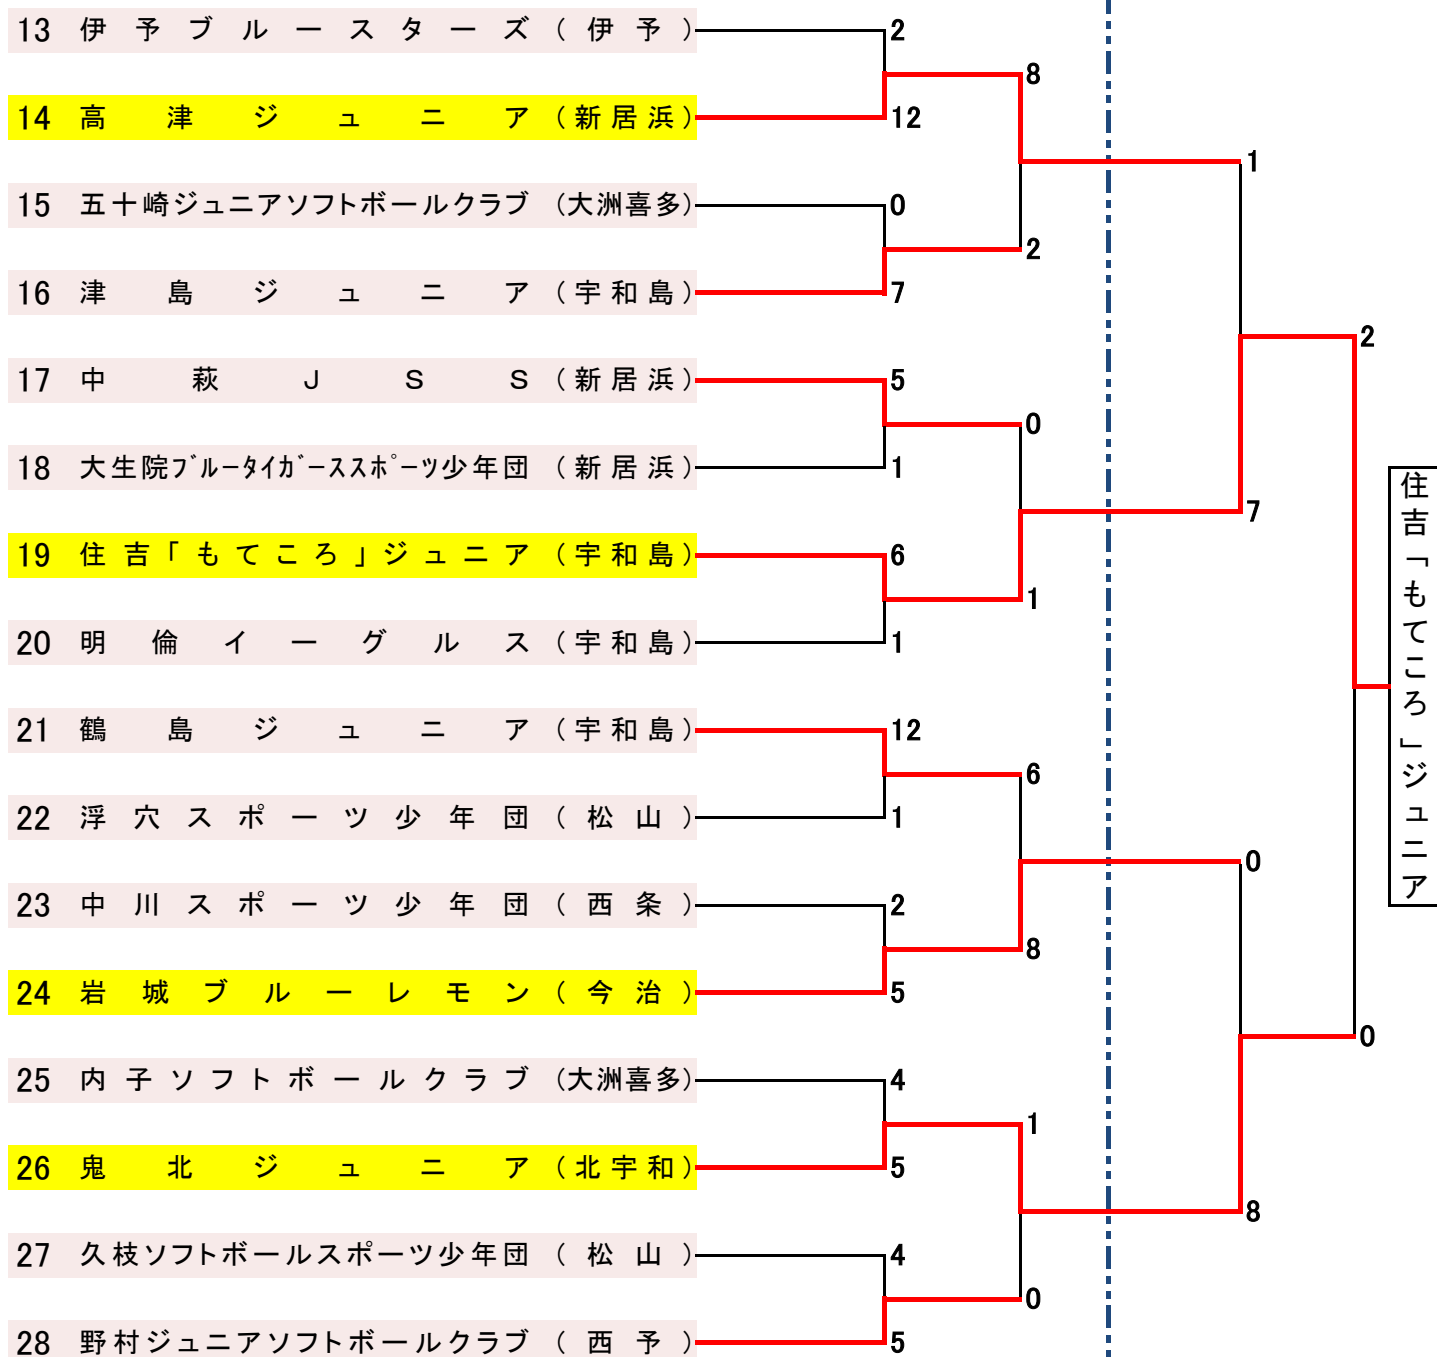 13 伊予ブルースターズ(伊予) 2
8
14 高津ジュニア(新居浜) 12
1
15 五十崎ジュニアソフトボールクラブ(大洲喜多) 0
2
16 津島ジュニア(宇和島) 7
2
17 中萩JSS(新居浜) 5
0
18 大生院ブルータイガーススポーツ少年団(新居浜) 1
7
19 住吉「もてころ」ジュニア(宇和島) 6
1
20 明倫イーグルス(宇和島) 1
住吉「もてころ」ジュニア
21 鶴島ジュニア(宇和島) 12
6
22 浮穴スポーツ少年団(松山) 1
0
23 中川スポーツ少年団(西条) 2
8
24 岩城ブルーレモン(今治) 5
0
25 内子ソフトボールクラブ(大洲喜多) 4
1
26 鬼北ジュニア(北宇和) 5
8
27 久枝ソフトボールスポーツ少年団(松山) 4
0
28 野村ジュニアソフトボールクラブ(西予) 5